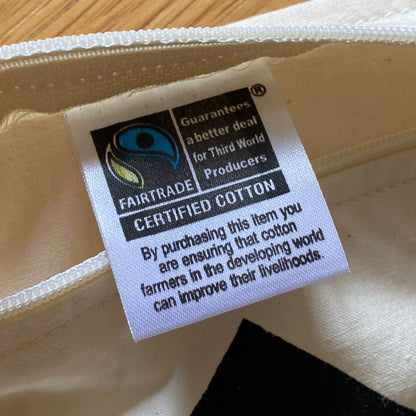 ®
Guarantees
a better deal
for Third World
Producers
FAIRTRADE
CERTIFIED COTTON
By purchasing this item you
are ensuring that cotton
farmers in the developing world
can improve their livelihoods.